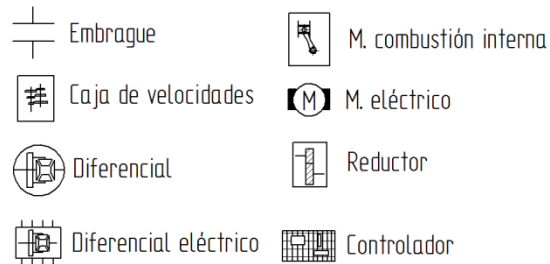 Embrague
M. combustión interna
Caja de velocidades
M
M. eléctrico
Diferencial
Reductor
Diferencial eléctrico
Controlador